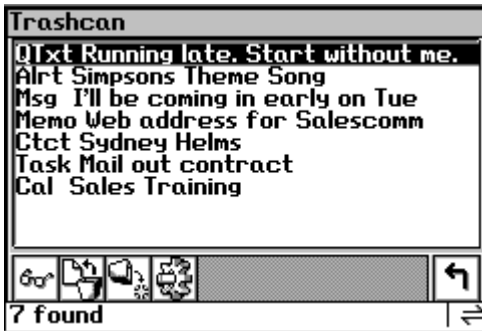 Trashcan
QTxt Running late. Start without me.
Alrt Simpsons Theme Song
Msg I'll be coming in early on Tue
Memo Web address for Salescomm
Ctct Sydney Helms
Task Mail out contract
Cal Sales Training
7 found